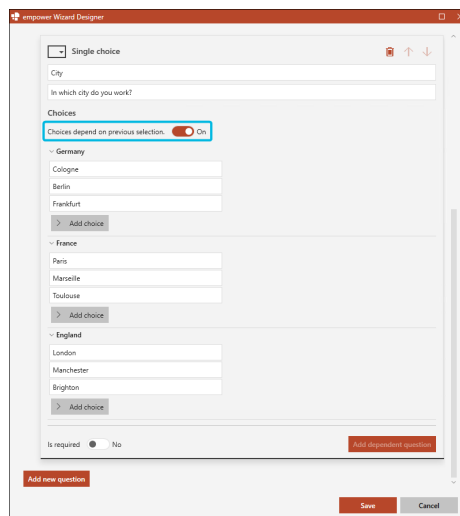 empower Wizard Designer
Single choice
City
In which city do you work?
Choices
Choices depend on previous selection. On
Germany
Cologne
Berlin
Frankfurt
Add choice
France
Paris
Marseille
Toulouse
Add choice
England
London
Manchester
Brighton
Add choice
Is required No Add dependent question
Add new question
Save Cancel